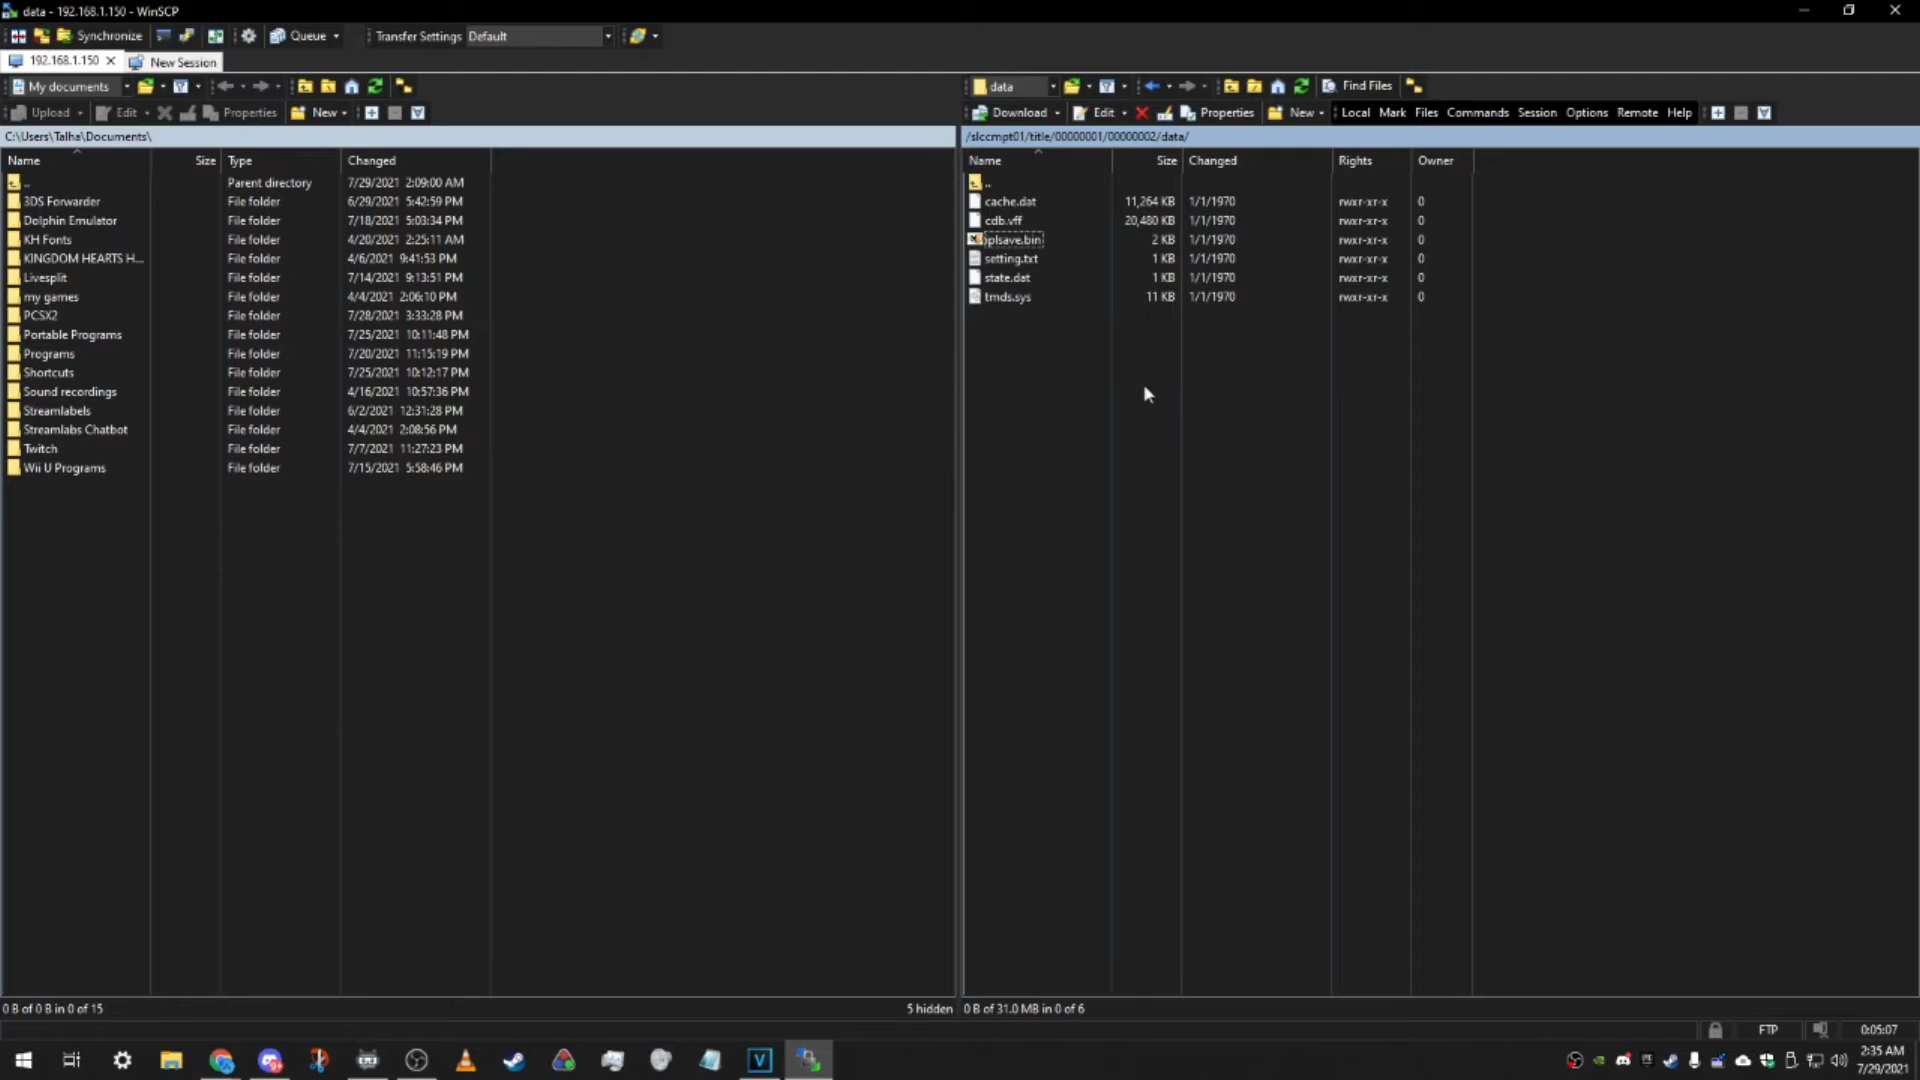 data - 192.168.1.150 - WinSCP
Synchronize Queue Transfer Settings Default
192.168.1.150 New Session
My documents data Find Files
Upload Edit Properties New Download Edit Properties New Local Mark Files Commands Session Options Remote Help
C:\Users\Talha\Documents\ /slccmpt01/title/00000001/00000002/data/
Name Size Type Changed Name Size Changed Rights Owner
.. Parent directory 7/29/2021 2:09:00 AM ..
3DS Forwarder File folder 6/29/2021 5:42:59 PM cache.dat 11,264 KB 1/1/1970 rwxr-xr-x 0
Dolphin Emulator File folder 7/18/2021 5:03:34 PM cdb.vff 20,480 KB 1/1/1970 rwxr-xr-x 0
KH Fonts File folder 4/20/2021 2:25:11 AM iplsave.bin 2 KB 1/1/1970 rwxr-xr-x 0
KINGDOM HEARTS H... File folder 4/6/2021 9:41:53 PM setting.txt 1 KB 1/1/1970 rwxr-xr-x 0
Livesplit File folder 7/14/2021 9:13:51 PM state.dat 1 KB 1/1/1970 rwxr-xr-x 0
my games File folder 4/4/2021 2:06:10 PM tmds.sys 11 KB 1/1/1970 rwxr-xr-x 0
PCSX2 File folder 7/28/2021 3:33:28 PM
Portable Programs File folder 7/25/2021 10:11:48 PM
Programs File folder 7/20/2021 11:15:19 PM
Shortcuts File folder 7/25/2021 10:12:17 PM
Sound recordings File folder 4/16/2021 10:57:36 PM
Streamlabels File folder 6/2/2021 12:31:28 PM
Streamlabs Chatbot File folder 4/4/2021 2:08:56 PM
Twitch File folder 7/7/2021 11:27:23 PM
Wii U Programs File folder 7/15/2021 5:58:46 PM
0 B of 0 B in 0 of 15 5 hidden 0 B of 31.0 MB in 0 of 6
FTP 0:05:07
2:35 AM
7/29/2021